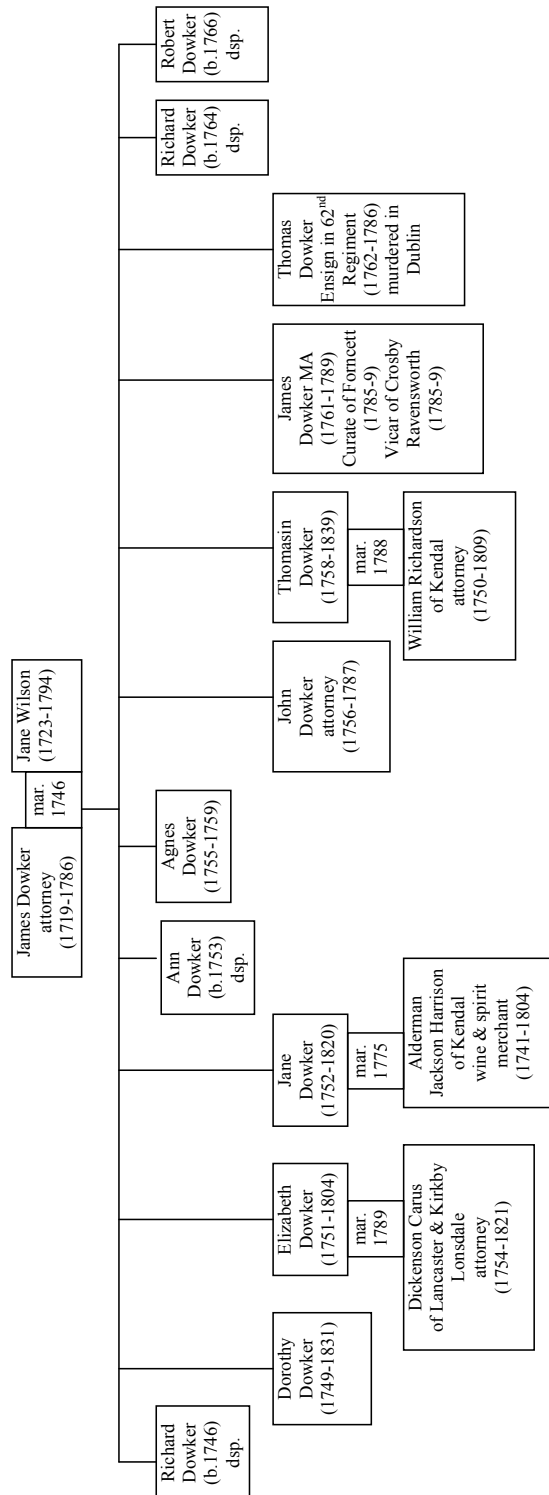 James Dowker
attorney
(1719-1786)
mar.
1746
Jane Wilson
(1723-1794)
Richard
Dowker
(b.1746)
dsp.
Dorothy
Dowker
(1749-1831)
Elizabeth
Dowker
(1751-1804)
mar.
1789
Dickenson Carus
of Lancaster & Kirkby
Lonsdale
attorney
(1754-1821)
Jane
Dowker
(1752-1820)
mar.
1775
Alderman
Jackson Harrison
of Kendal
wine & spirit
merchant
(1741-1804)
Ann
Dowker
(b.1753)
dsp.
Agnes
Dowker
(1755-1759)
John
Dowker
attorney
(1756-1787)
Thomasin
Dowker
(1758-1839)
mar.
1788
William Richardson
of Kendal
attorney
(1750-1809)
James
Dowker MA
(1761-1789)
Curate of Forncett
(1785-9)
Vicar of Crosby
Ravensworth
(1785-9)
Thomas
Dowker
Ensign in 62nd
Regiment
(1762-1786)
murdered in
Dublin
Richard
Dowker
(b.1764)
dsp.
Robert
Dowker
(b.1766)
dsp.